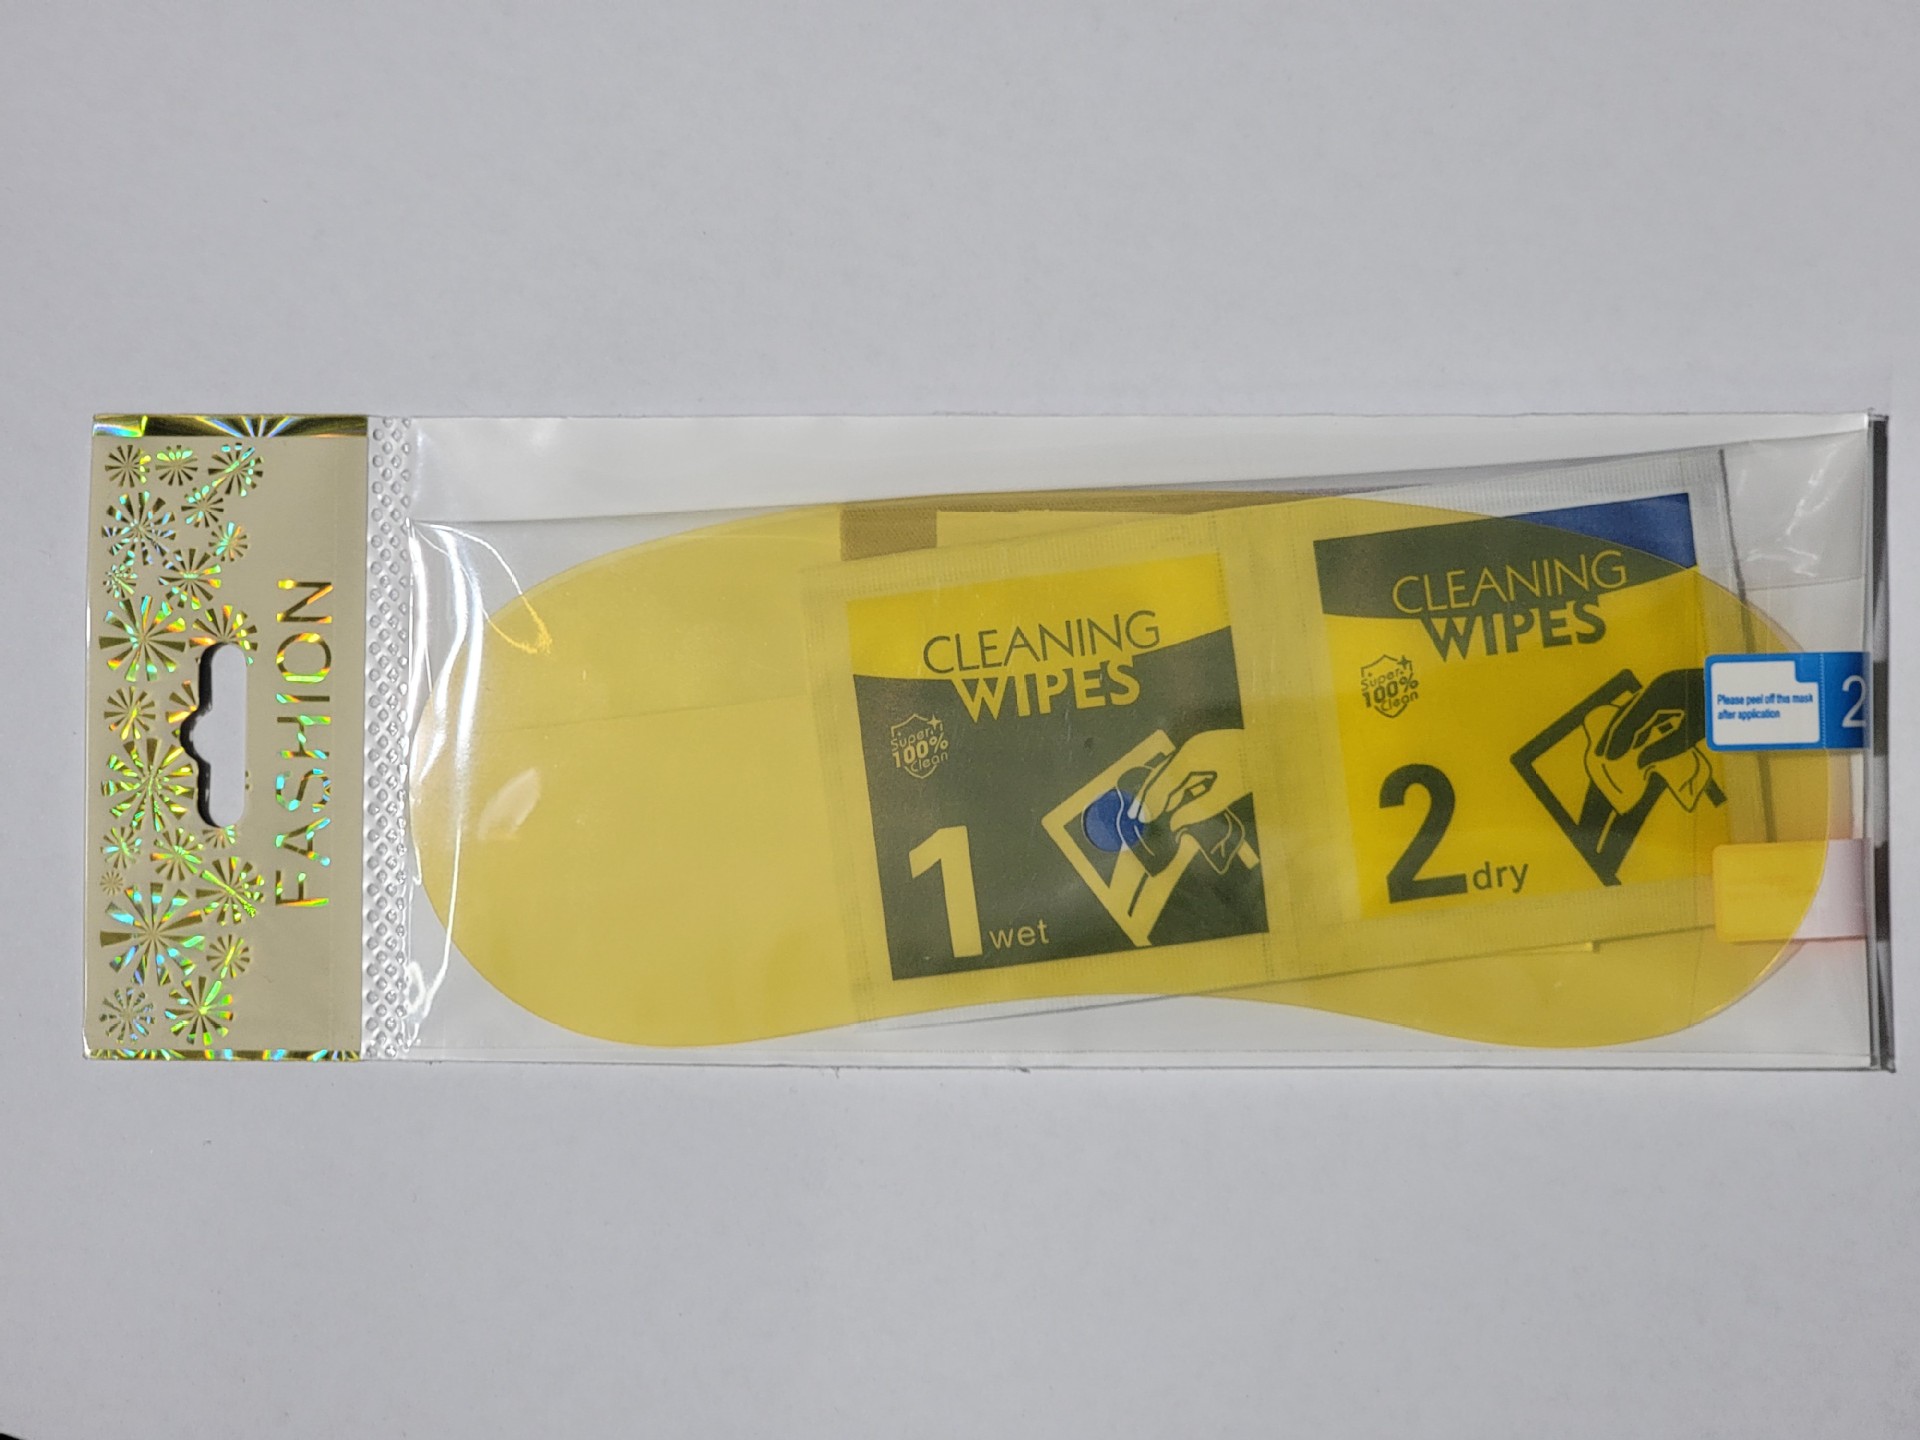 FASHION
CLEANING
WIPES
Super
100%
Clean
1 wet
CLEANING
WIPES
Super
100%
Clean
2 dry
Please peel off this mask
after application
2